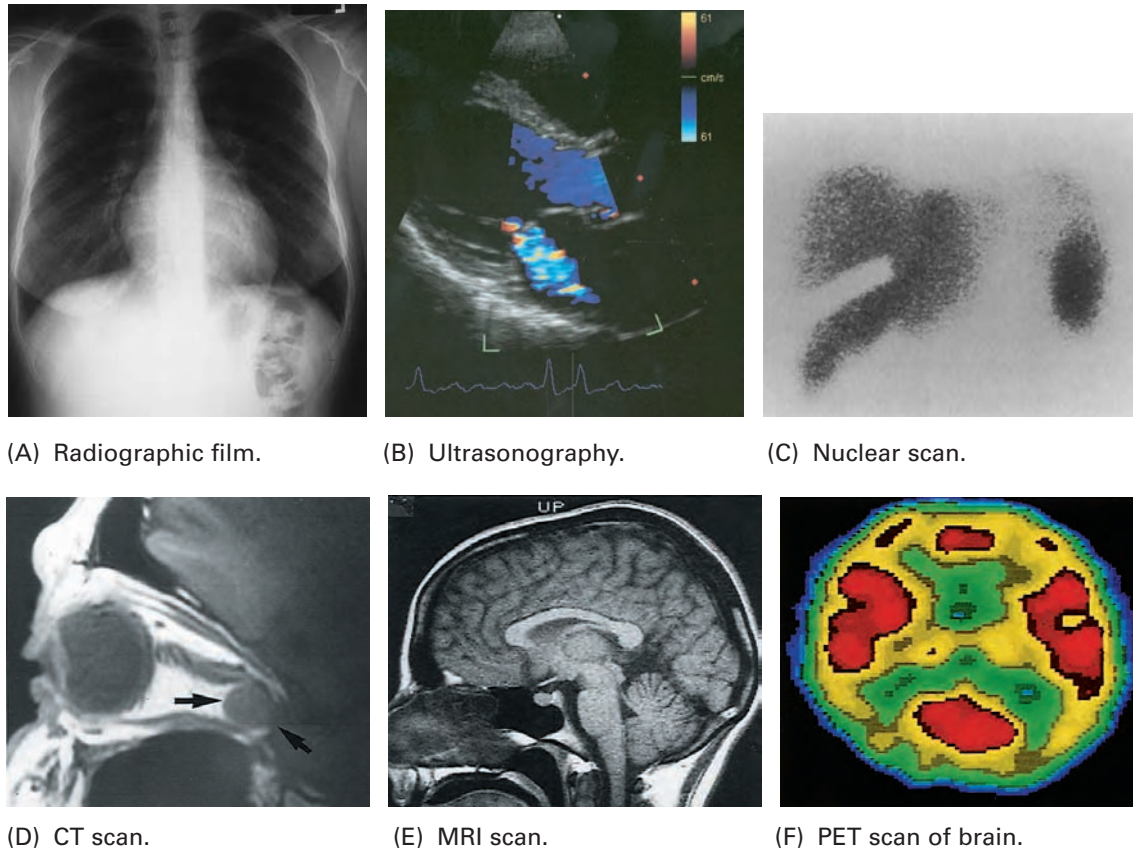 61
cm/s
61
(A) Radiographic film.
(B) Ultrasonography.
(C) Nuclear scan.
UP
(D) CT scan.
(E) MRI scan.
(F) PET scan of brain.